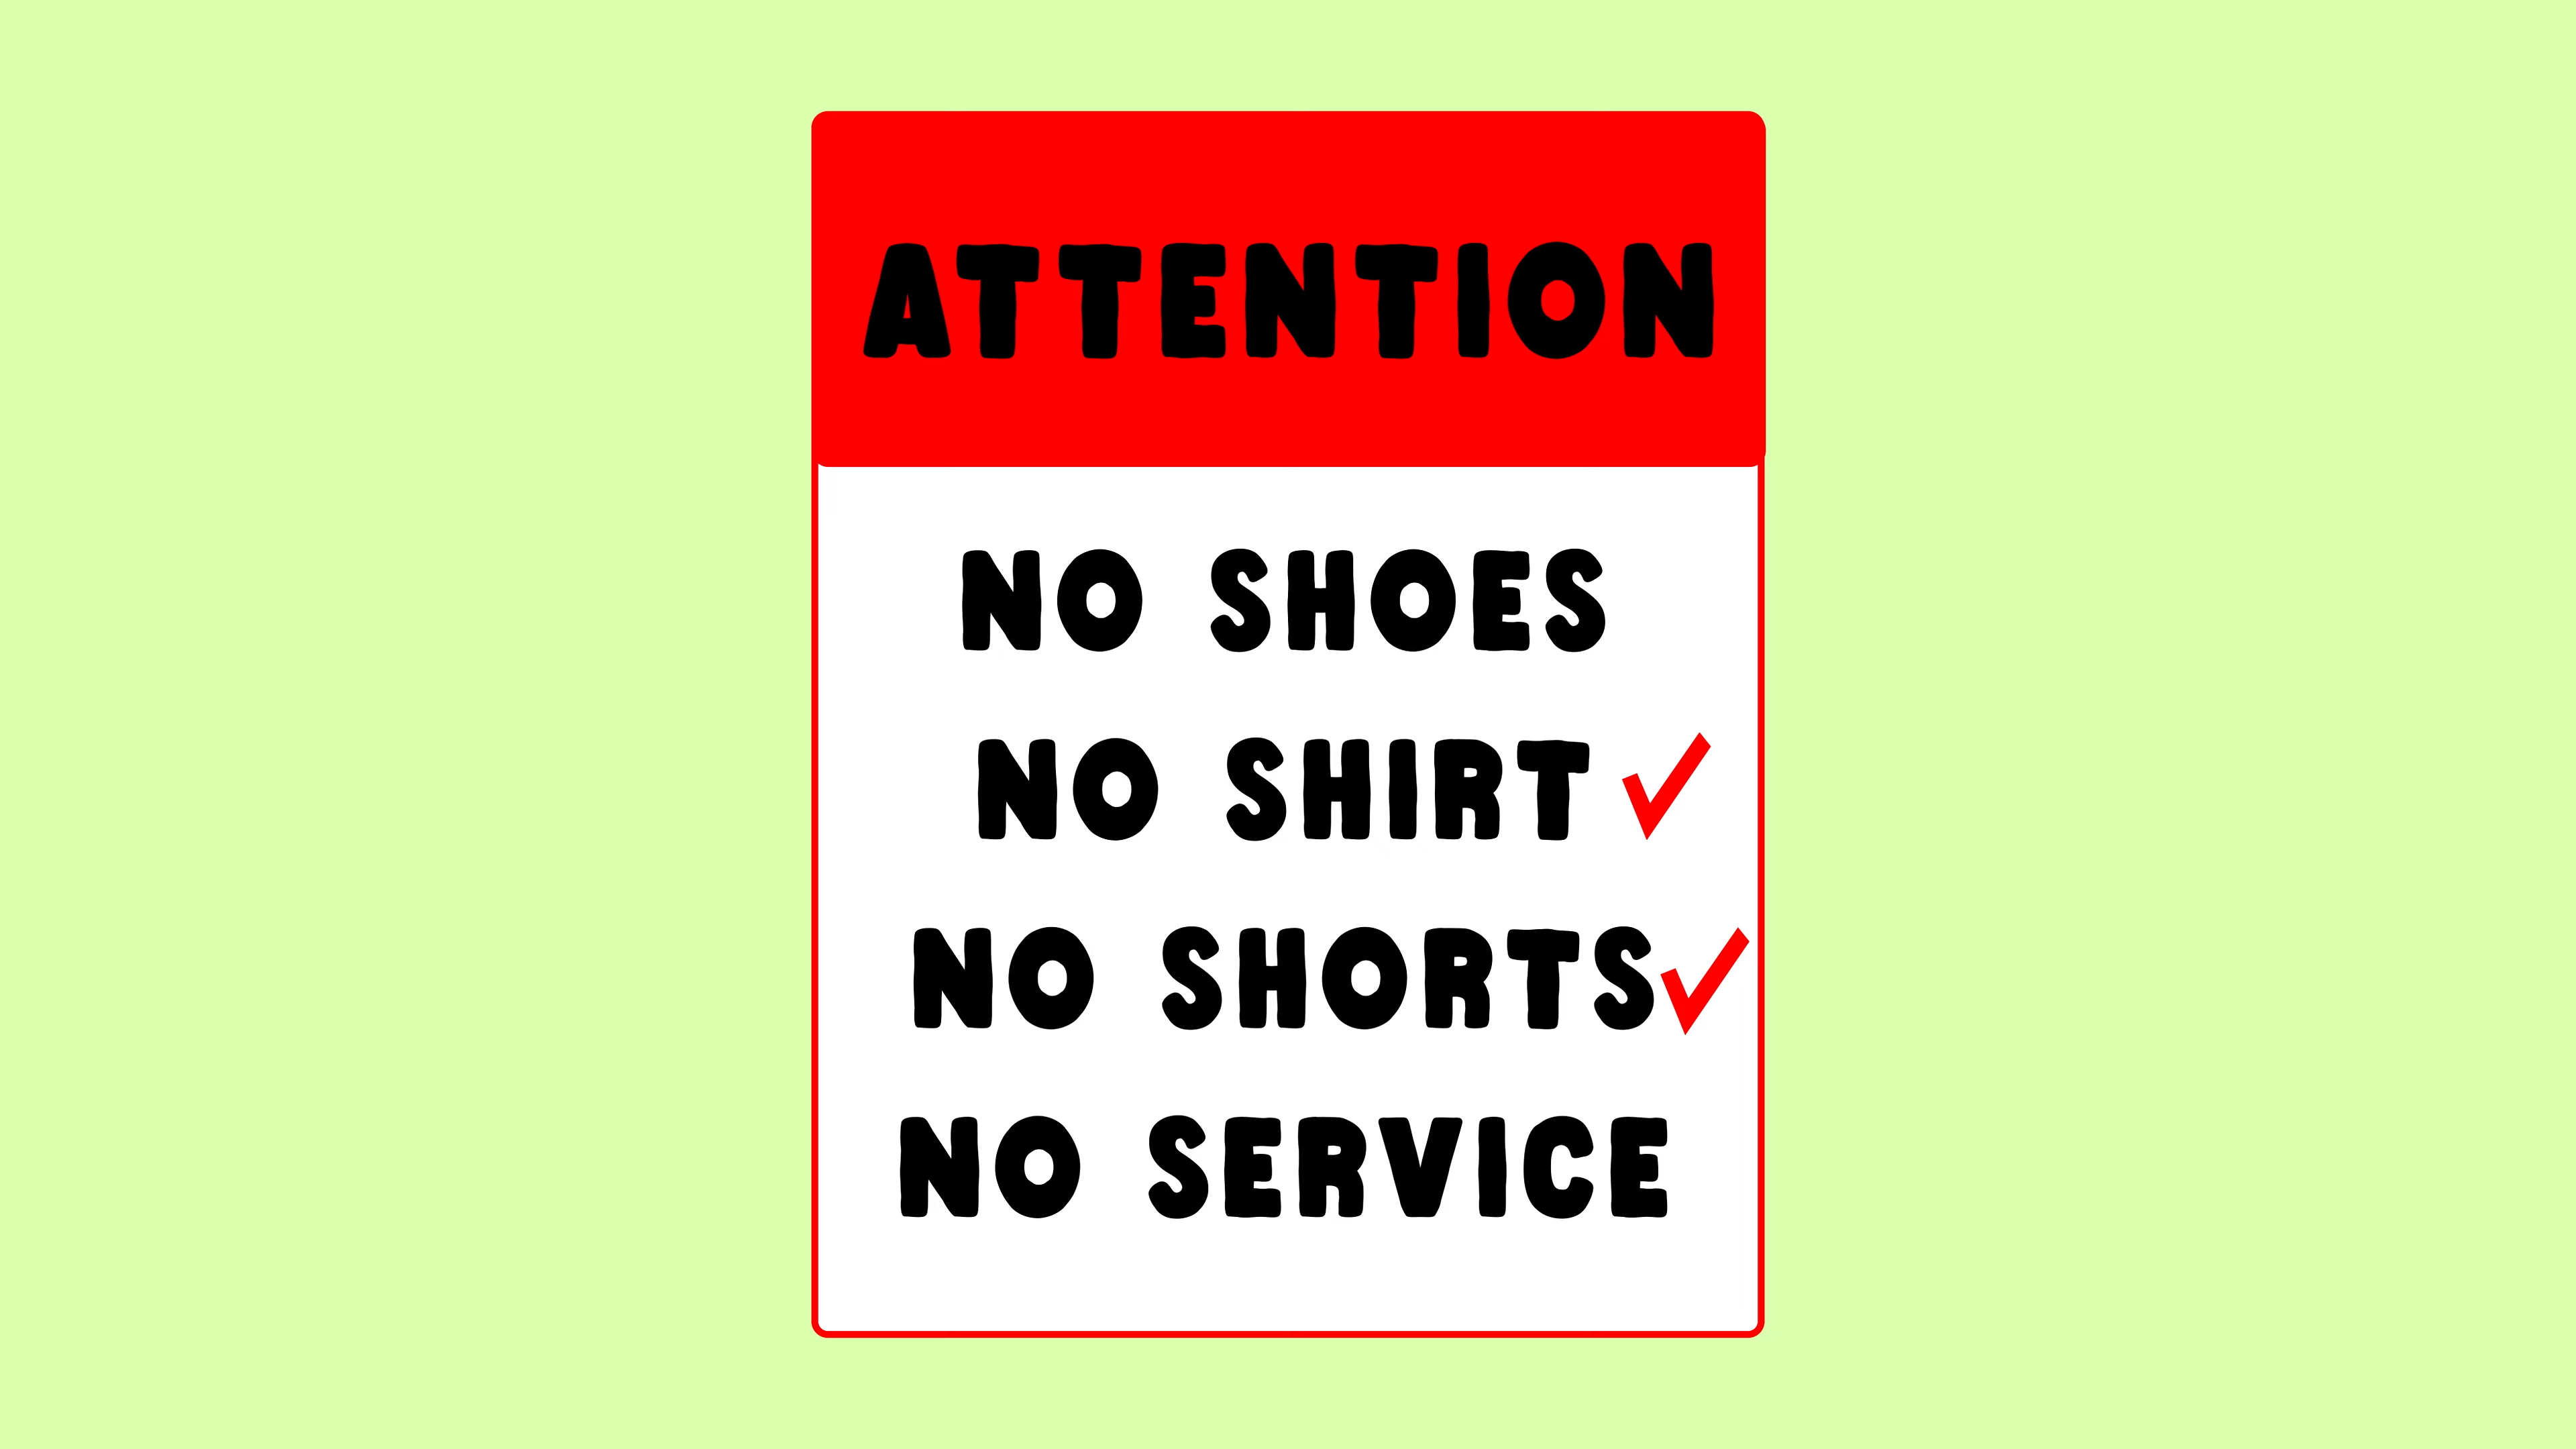 ATTENTION
NO SHOES
NO SHIRT ✓
NO SHORTS ✓
NO SERVICE